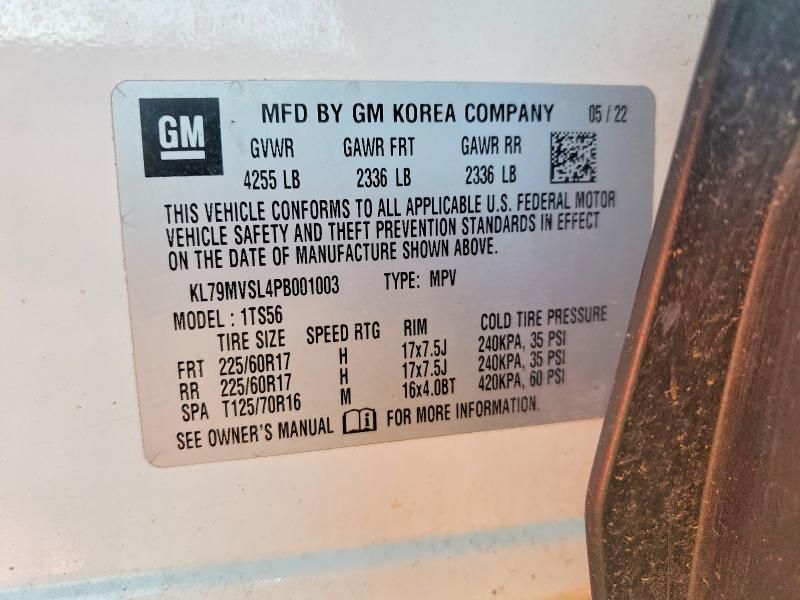 GM
MFD BY GM KOREA COMPANY 05 / 22
GVWR GAWR FRT GAWR RR
4255 LB 2336 LB 2336 LB
THIS VEHICLE CONFORMS TO ALL APPLICABLE U.S. FEDERAL MOTOR
VEHICLE SAFETY AND THEFT PREVENTION STANDARDS IN EFFECT
ON THE DATE OF MANUFACTURE SHOWN ABOVE.
KL79MVSL4PB001003 TYPE: MPV
MODEL : 1TS56
TIRE SIZE SPEED RTG RIM COLD TIRE PRESSURE
FRT 225/60R17 H 17x7.5J 240KPA, 35 PSI
RR 225/60R17 H 17x7.5J 240KPA, 35 PSI
SPA T125/70R16 M 16x4.0BT 420KPA, 60 PSI
SEE OWNER'S MANUAL i FOR MORE INFORMATION.